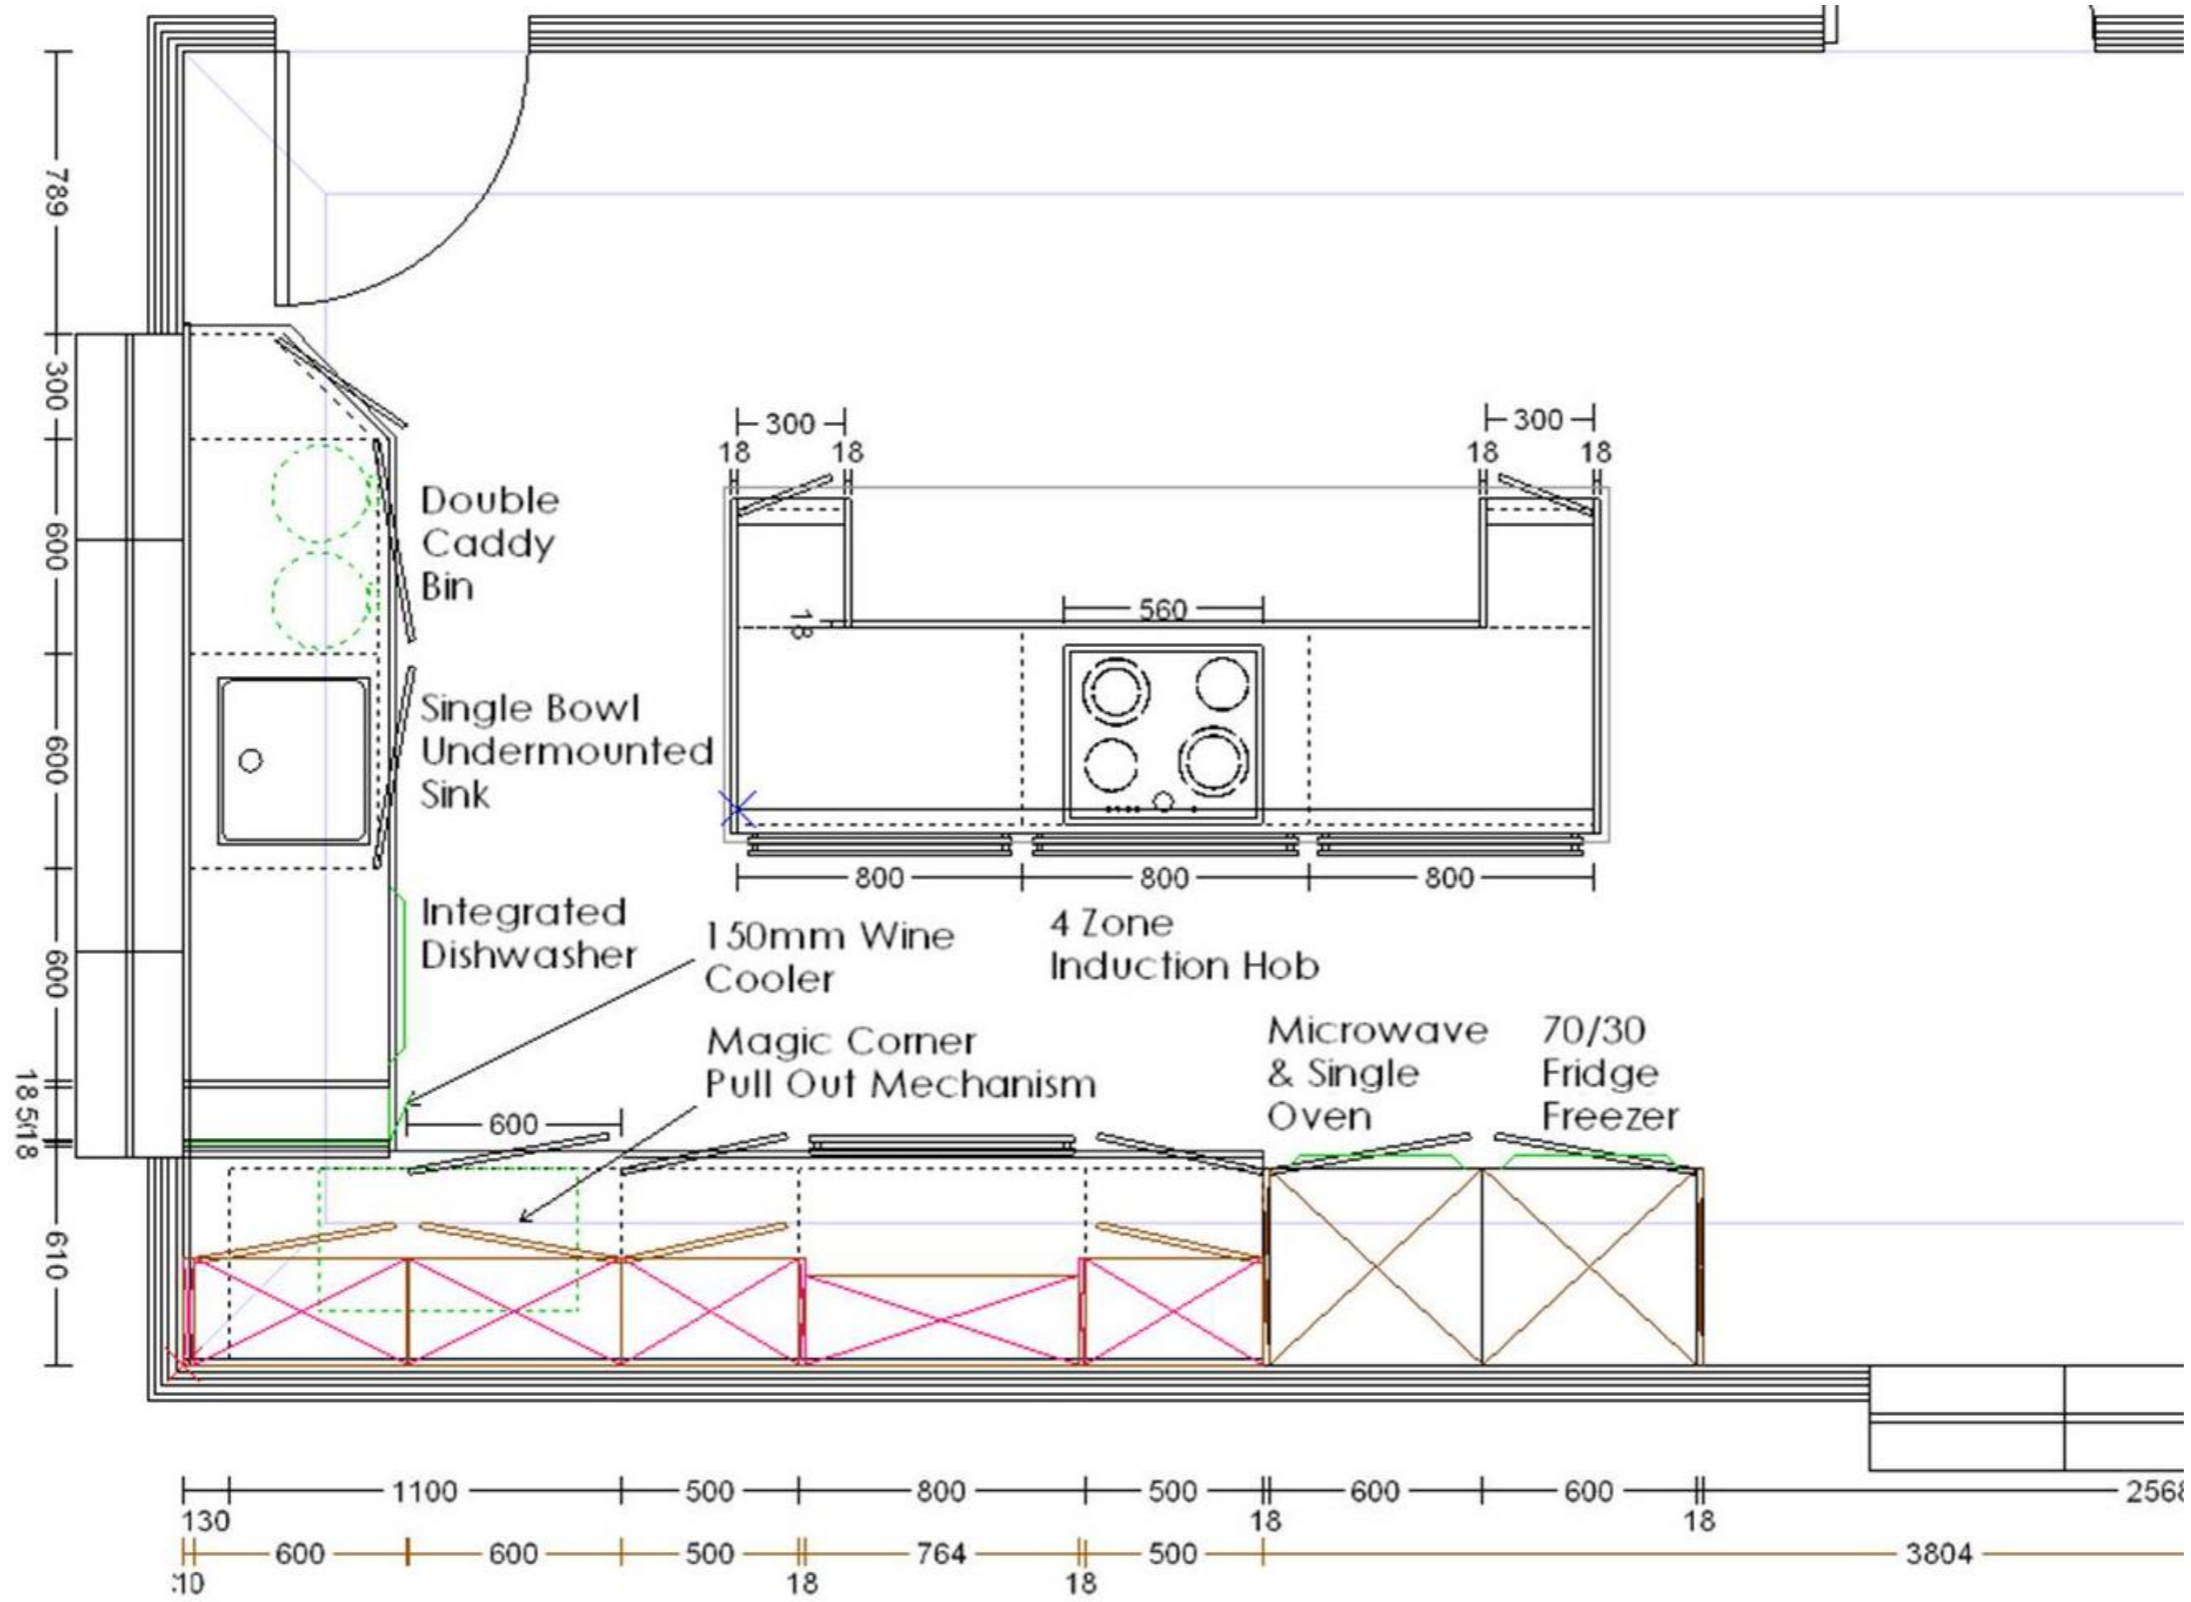 789
300
600
600
600
18
18
610
300
18
18
300
18
18
560
18
800
800
800
Double
Caddy
Bin
Single Bowl
Undermounted
Sink
Integrated
Dishwasher
150mm Wine
Cooler
4 Zone
Induction Hob
Magic Corner
Pull Out Mechanism
Microwave
& Single
Oven
70/30
Fridge
Freezer
600
1100
500
800
500
600
600
130
18
18
600
600
500
764
500
3804
18
18